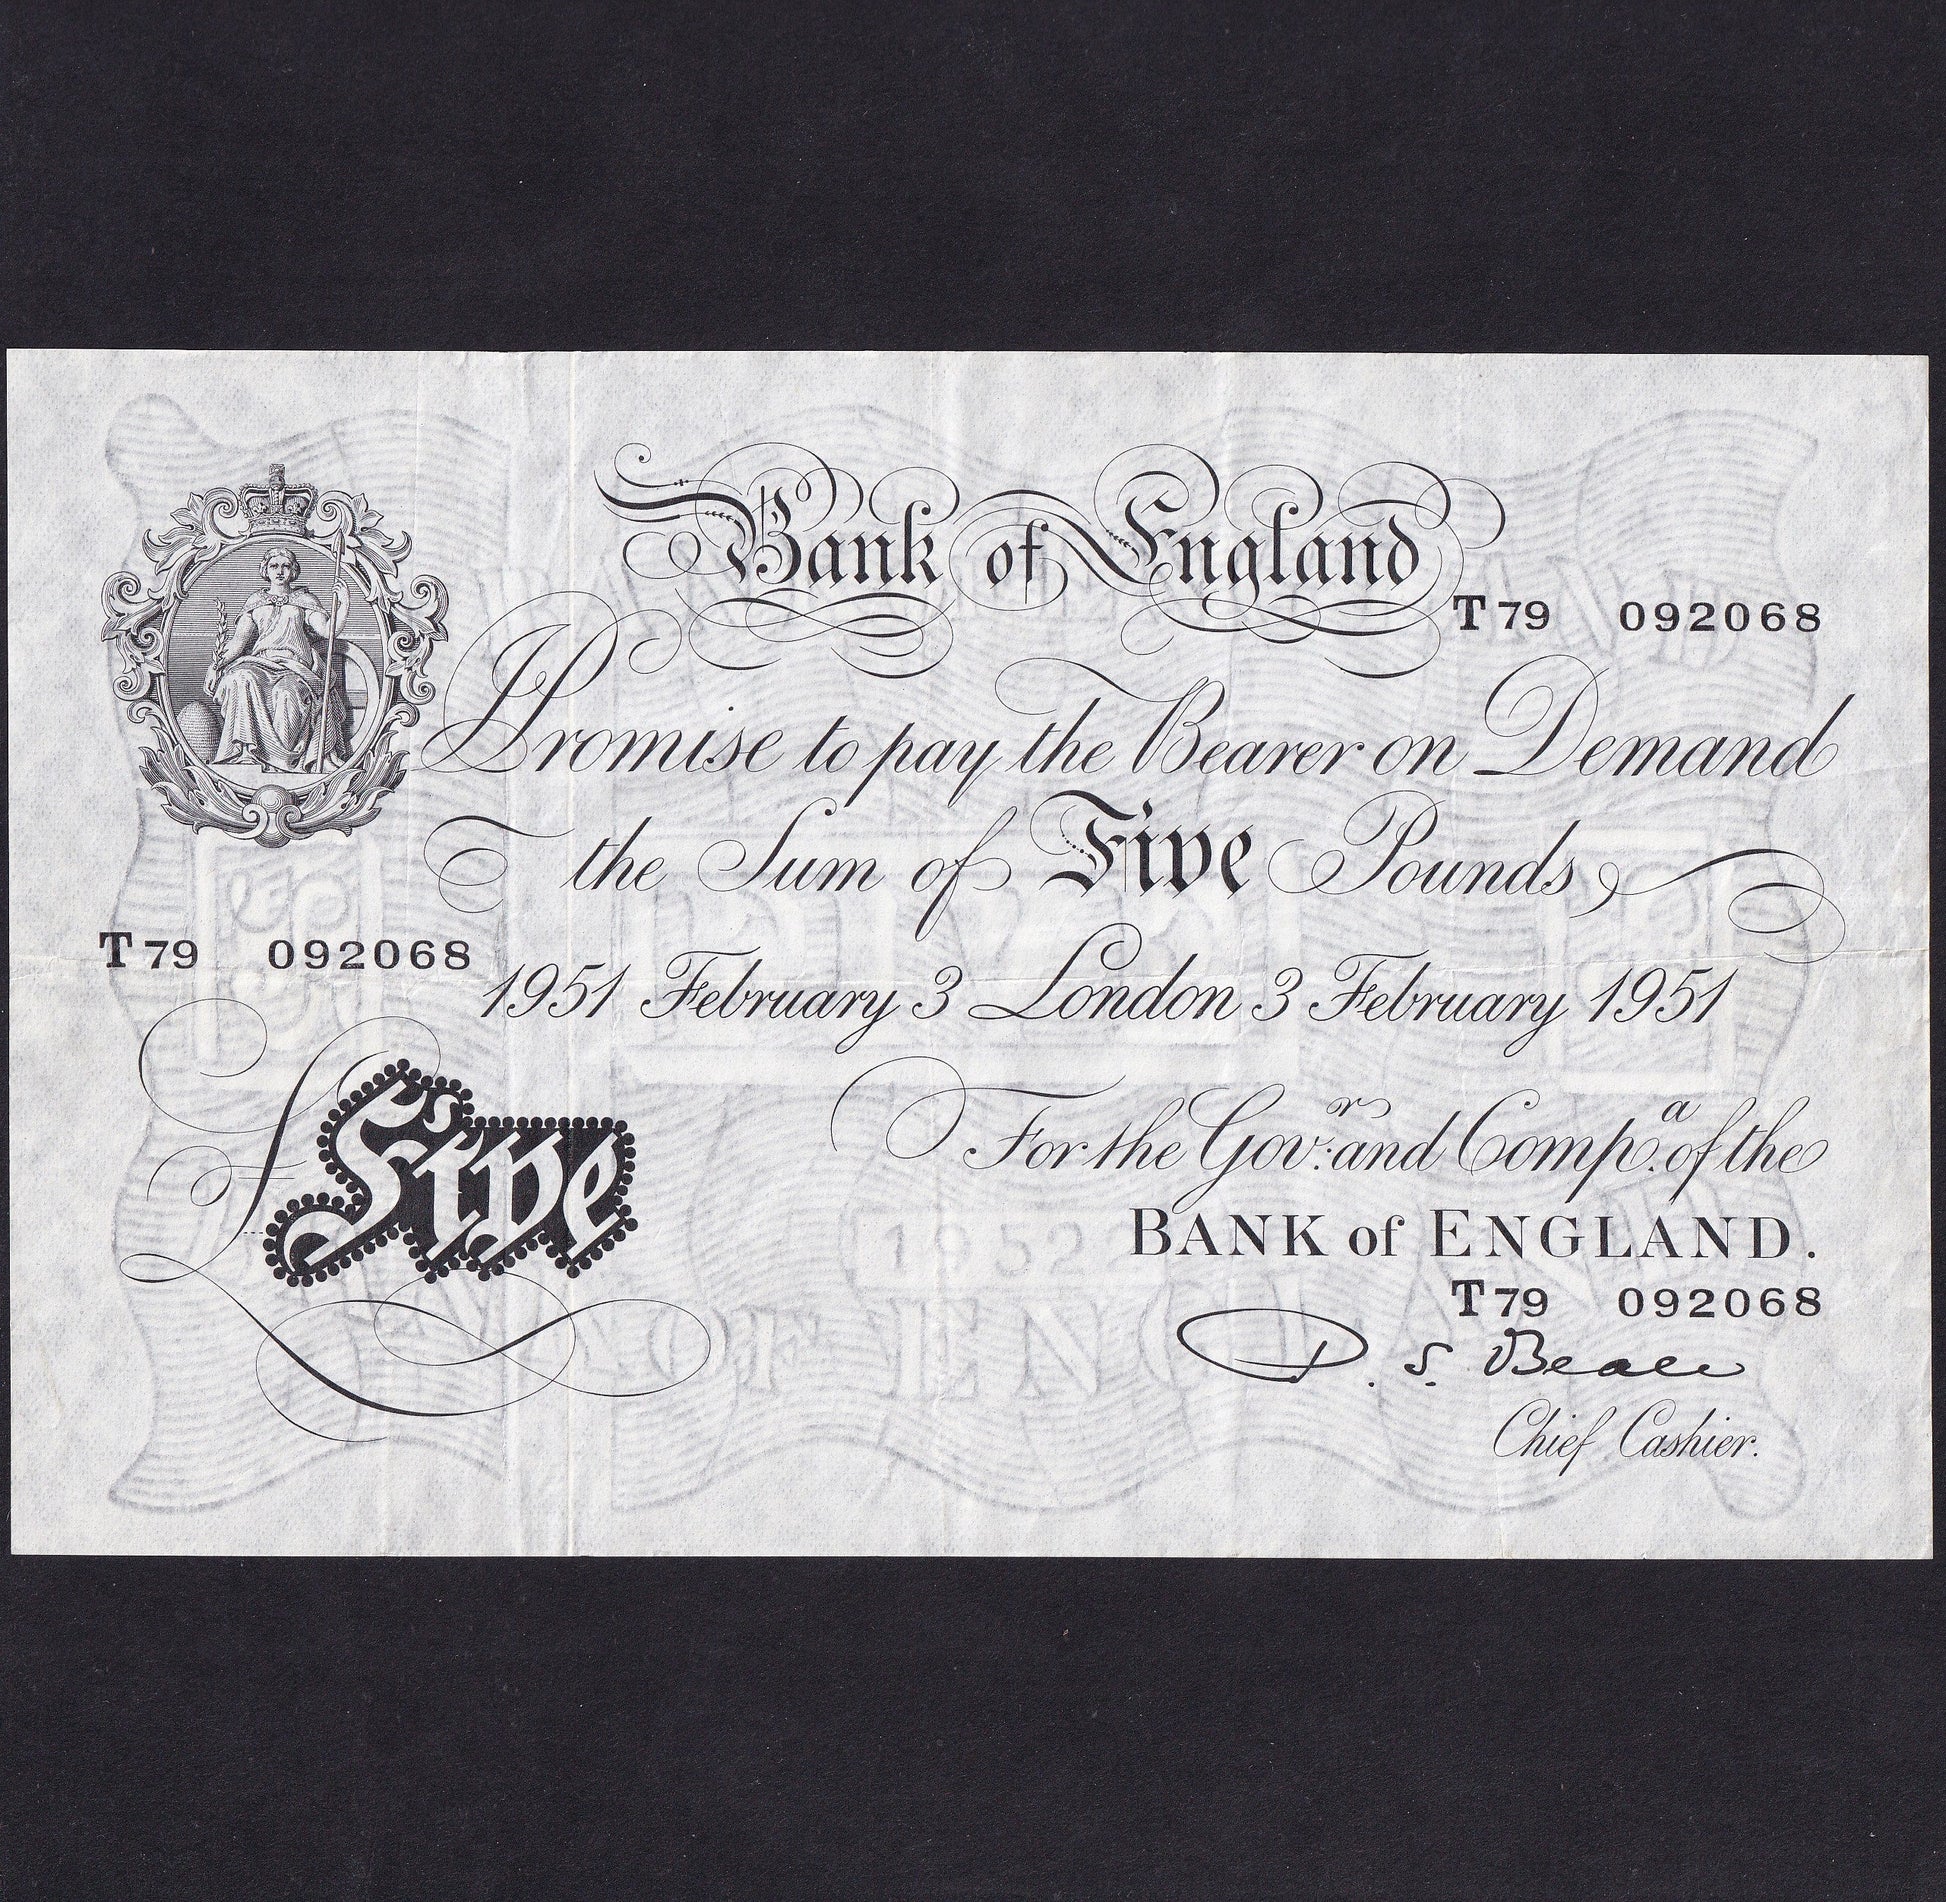 Bank of England
T79 092068
Promise to pay the Bearer on Demand
the Sum of Five Pounds
T79 092068
1951 February 3 London 3 February 1951
£Five
For the Govr. and Compa. of the
BANK of ENGLAND.
T79 092068
P. S. Beale
Chief Cashier.